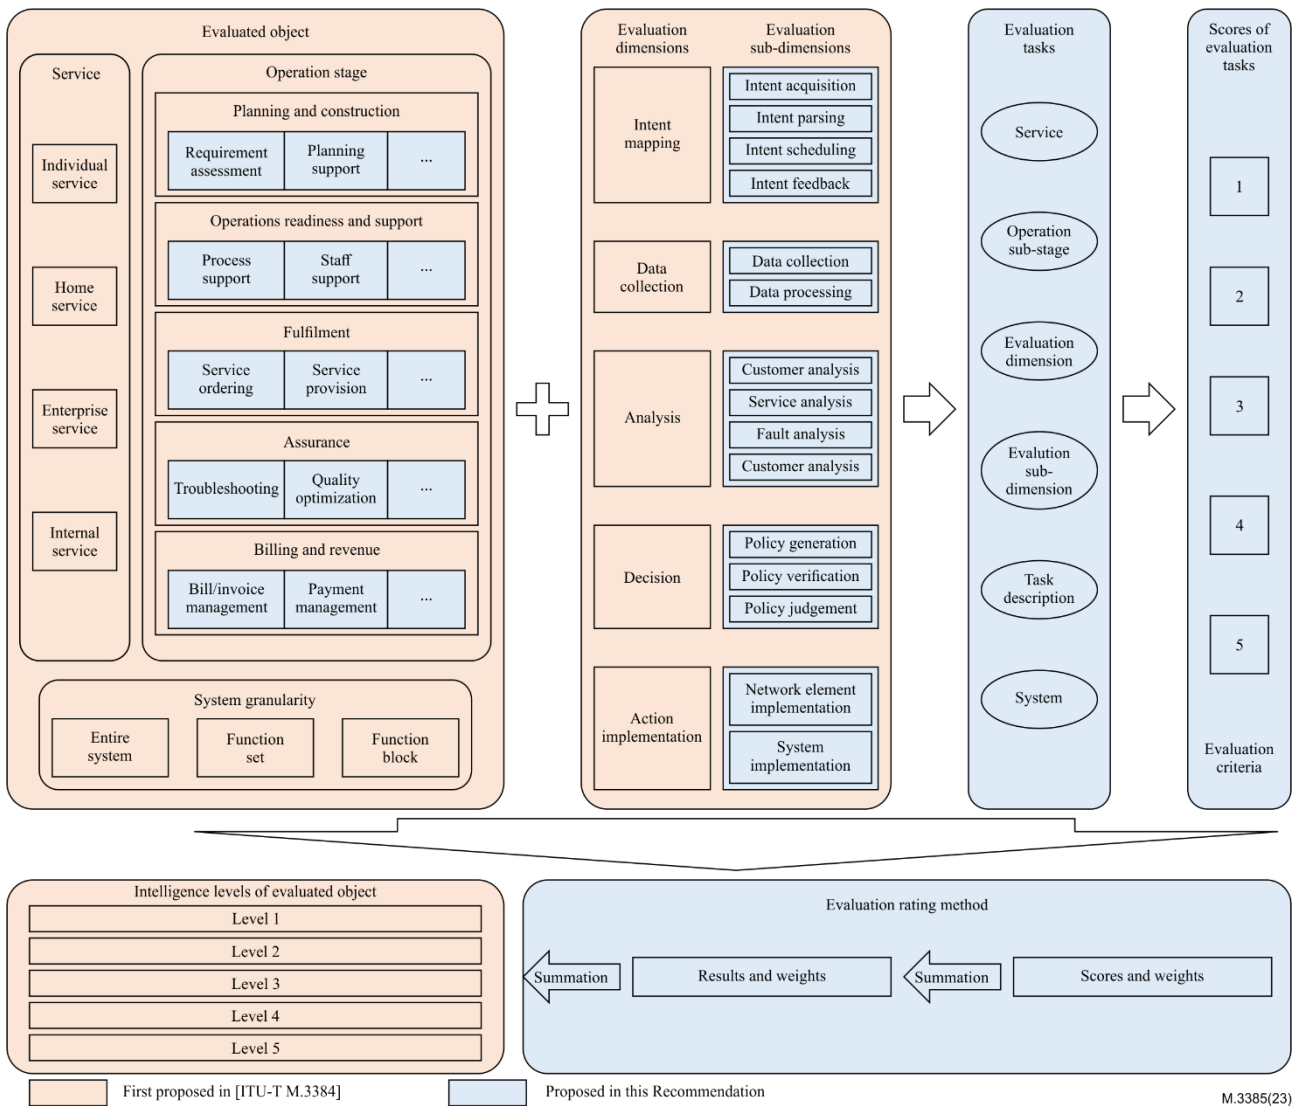 Evaluated object
Service
Individual
service
Home
service
Enterprise
service
Internal
service
Operation stage
Planning and construction
Requirement
assessment
Planning
support
...
Operations readiness and support
Process
support
Staff
support
...
Fulfilment
Service
ordering
Service
provision
...
Assurance
Troubleshooting
Quality
optimization
...
Billing and revenue
Bill/invoice
management
Payment
management
...
System granularity
Entire
system
Function
set
Function
block
Evaluation
dimensions
Evaluation
sub-dimensions
Intent
mapping
Intent acquisition
Intent parsing
Intent scheduling
Intent feedback
Data
collection
Data collection
Data processing
Analysis
Customer analysis
Service analysis
Fault analysis
Customer analysis
Decision
Policy generation
Policy verification
Policy judgement
Action
implementation
Network element
implementation
System
implementation
Evaluation
tasks
Service
Operation
sub-stage
Evaluation
dimension
Evalution
sub-
dimension
Task
description
System
Scores of
evaluation
tasks
1
2
3
4
5
Evaluation
criteria
Intelligence levels of evaluated object
Level 1
Level 2
Level 3
Level 4
Level 5
Evaluation rating method
Summation
Results and weights
Summation
Scores and weights
First proposed in [ITU-T M.3384]
Proposed in this Recommendation
M.3385(23)